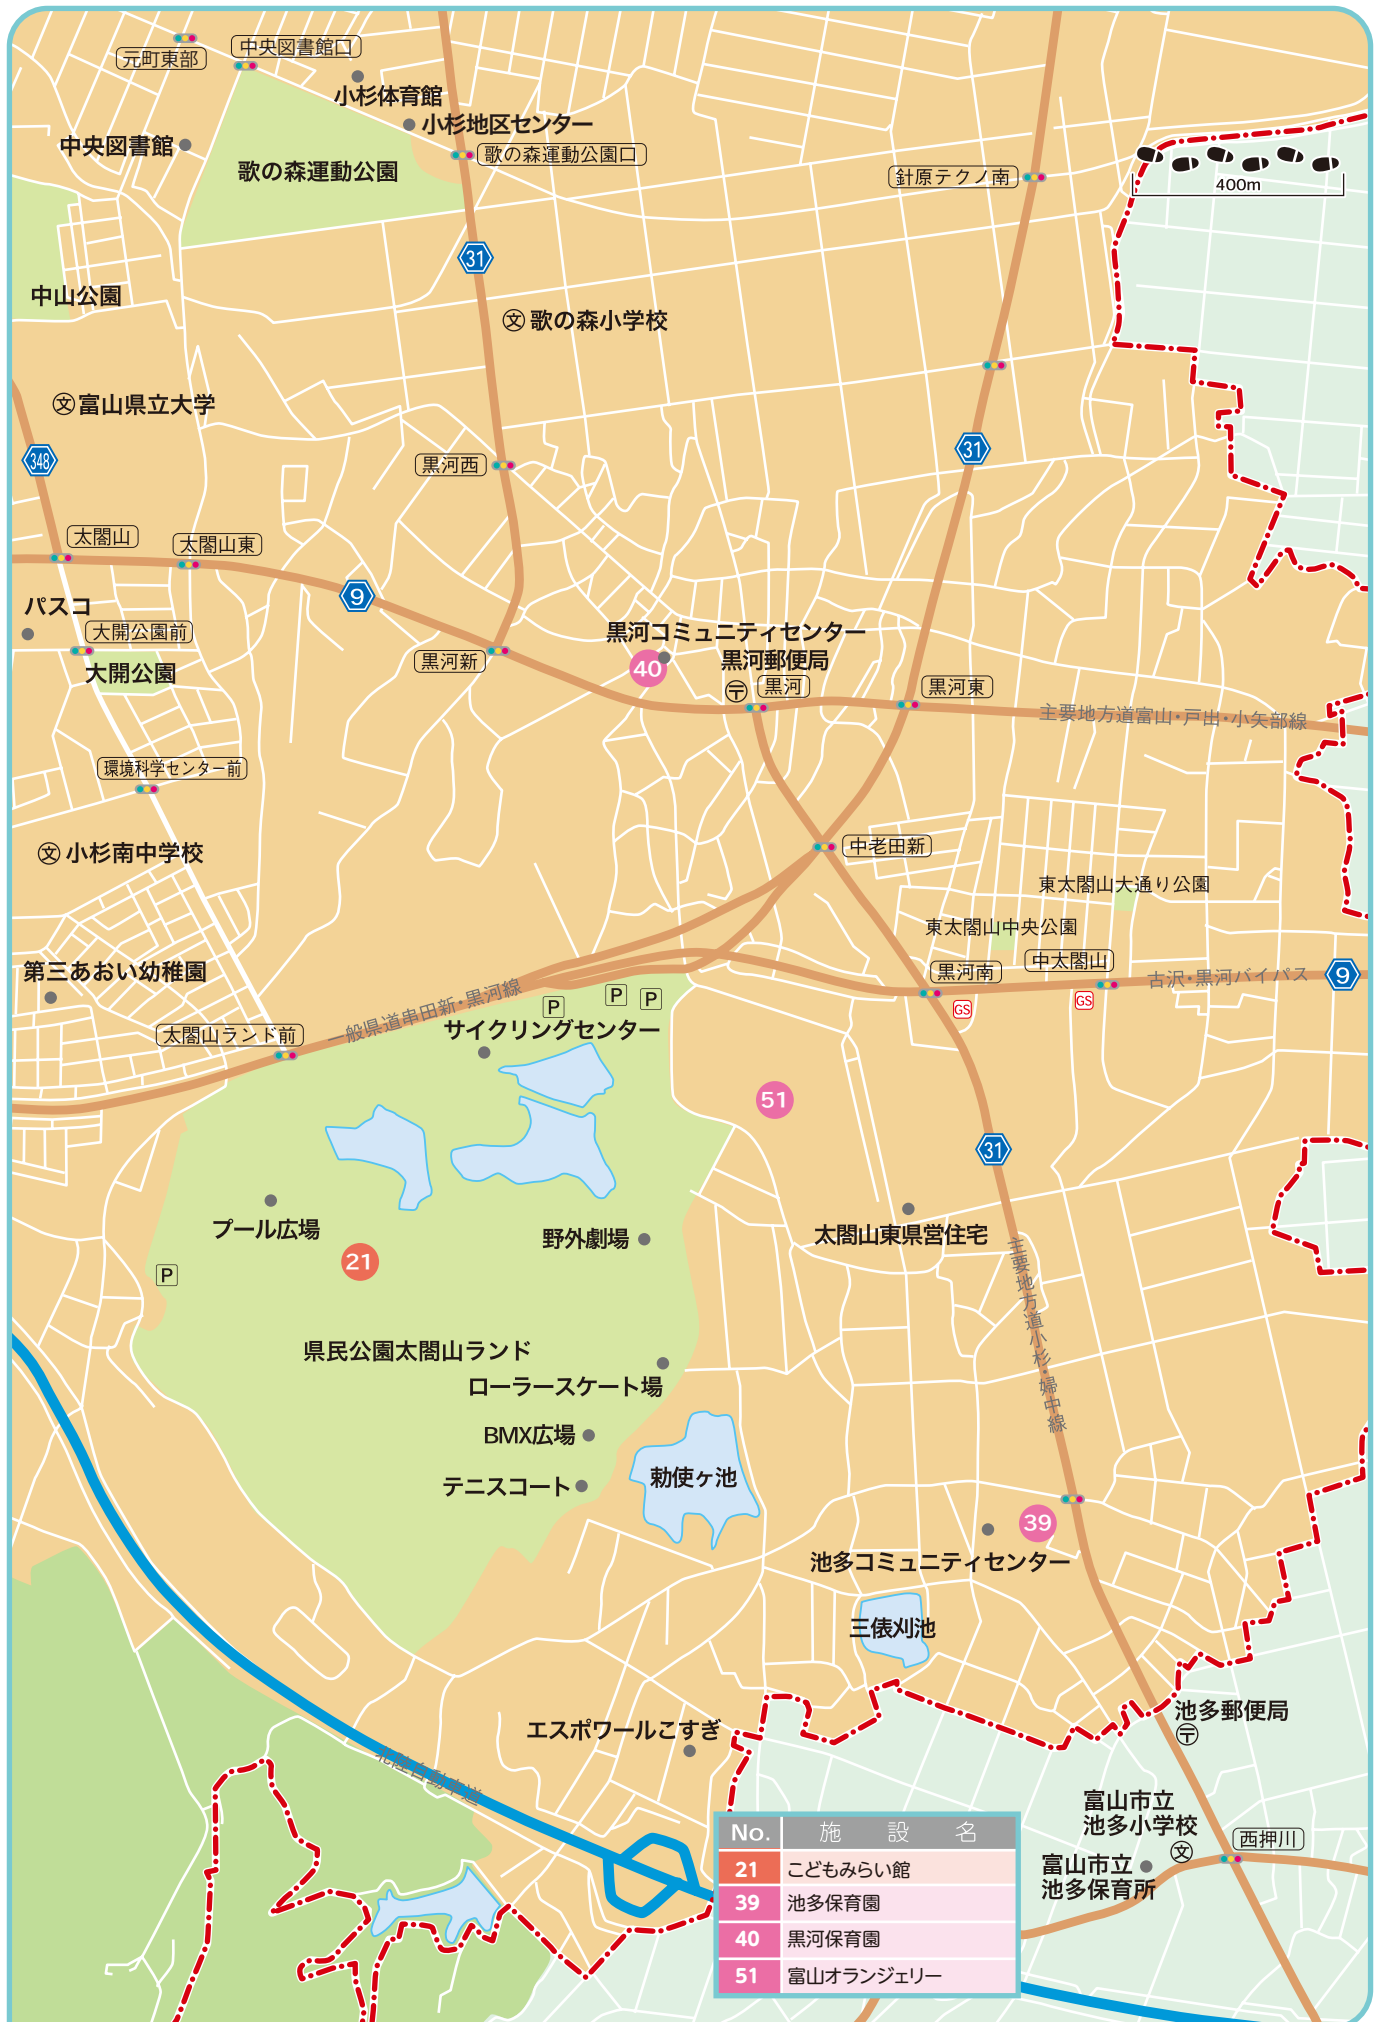 元町東部
中央図書館口
小杉体育館
小杉地区センター
中央図書館
歌の森運動公園口
歌の森運動公園
針原テクノ南
400m
31
中山公園
文 歌の森小学校
文 富山県立大学
31
348
黒河西
太閤山
太閤山東
9
パスコ
大開公園前
大開公園
黒河新
黒河コミュニティセンター
40
黒河郵便局
黒河
黒河東
主要地方道富山・戸出・小矢部線
環境科学センター前
文 小杉南中学校
中老田新
東太閤山大通り公園
東太閤山中央公園
第三あおい幼稚園
黒河南
中太閤山
古沢・黒河バイパス
9
GS
GS
P
P
P
一般県道串田新・黒河線
太閤山ランド前
サイクリングセンター
51
31
プール広場
野外劇場
太閤山東県営住宅
21
P
主要地方道小杉・婦中線
県民公園太閤山ランド
ローラースケート場
BMX広場
テニスコート
勅使ヶ池
39
池多コミュニティセンター
三俵刈池
エスポワールこすぎ
池多郵便局
北陸自動車道
富山市立
池多小学校
文
西押川
富山市立
池多保育所
No. 施設名
21 こどもみらい館
39 池多保育園
40 黒河保育園
51 富山オランジェリー